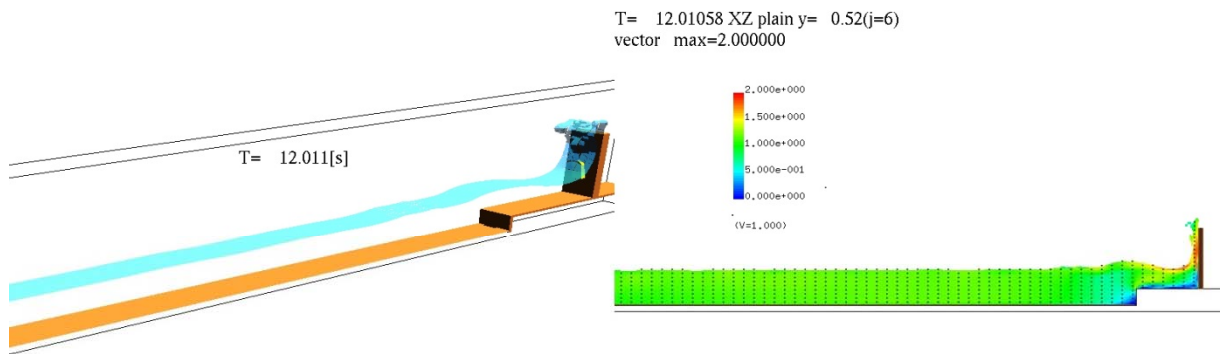 T=    12.011[s]
T=    12.01058 XZ plain y=   0.52(j=6)
vector   max=2.000000
2.000e+000
1.500e+000
1.000e+000
5.000e-001
0.000e+000
(V=1.000)